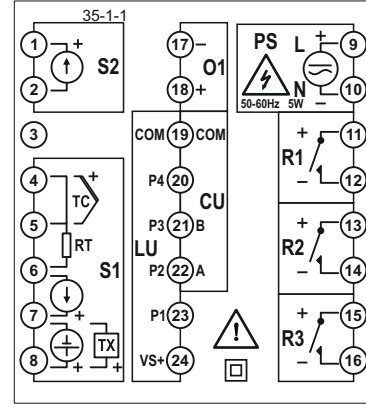 35-1-1
1 + S2
2
3
4 + TC
5 RT
6 S1
7 +
8 + TX +
17 − O1
18 +
COM 19 COM
P4 20 CU
P3 21 B
LU
P2 22 A
P1 23
VS+ 24
PS L + 9
N − 10
50-60Hz 5W
+ 11
R1
− 12
+ 13
R2
− 14
+ 15
R3
− 16